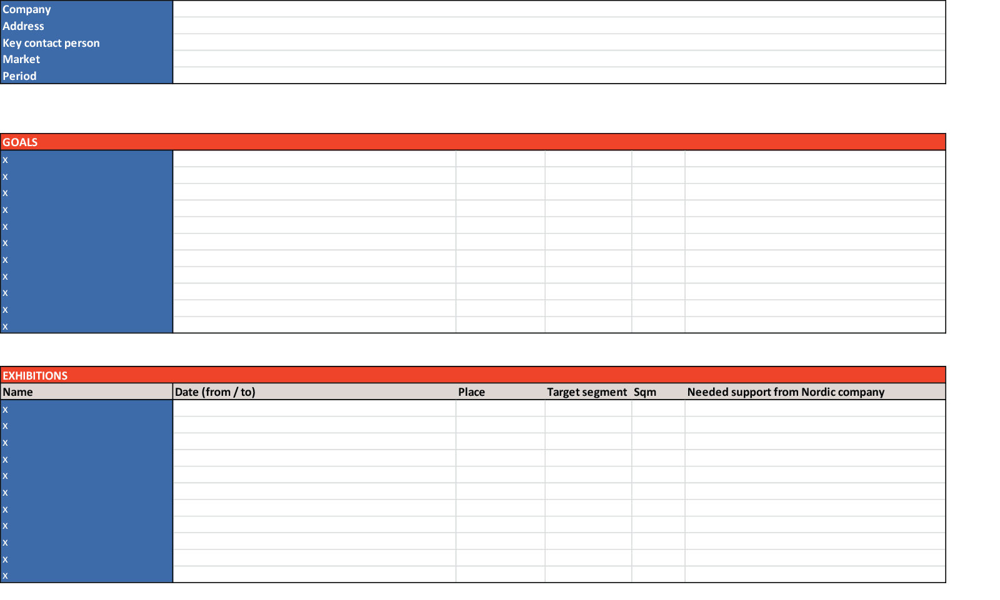 Company
Address
Key contact person
Market
Period
GOALS
x
x
x
x
x
x
x
x
x
x
x
EXHIBITIONS
Name Date (from / to) Place Target segment Sqm Needed support from Nordic company
x
x
x
x
x
x
x
x
x
x
x